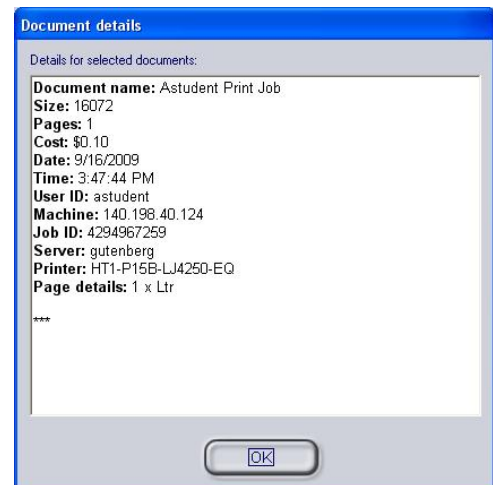 Document details
Details for selected documents:
Document name: Astudent Print Job
Size: 16072
Pages: 1
Cost: $0.10
Date: 9/16/2009
Time: 3:47:44 PM
User ID: astudent
Machine: 140.198.40.124
Job ID: 4294967259
Server: gutenberg
Printer: HT1-P15B-LJ4250-EQ
Page details: 1 x Ltr
***
OK